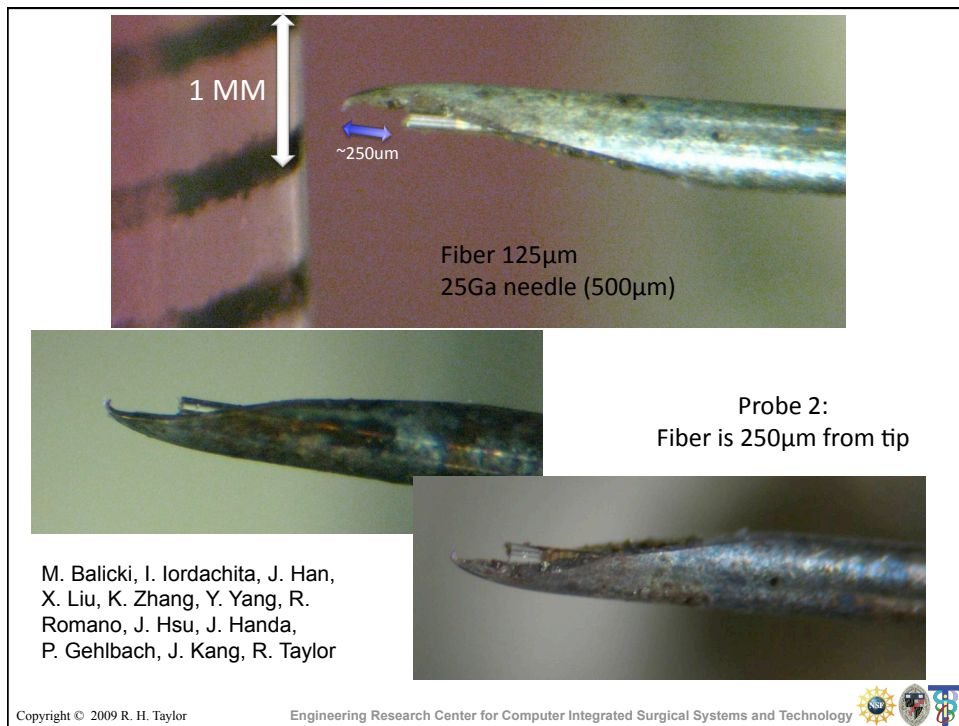 1 MM
~250um
Fiber 125µm
25Ga needle (500µm)
Probe 2:
Fiber is 250µm from tip
M. Balicki, I. Iordachita, J. Han,
X. Liu, K. Zhang, Y. Yang, R.
Romano, J. Hsu, J. Handa,
P. Gehlbach, J. Kang, R. Taylor
Copyright © 2009 R. H. Taylor
Engineering Research Center for Computer Integrated Surgical Systems and Technology
NSF